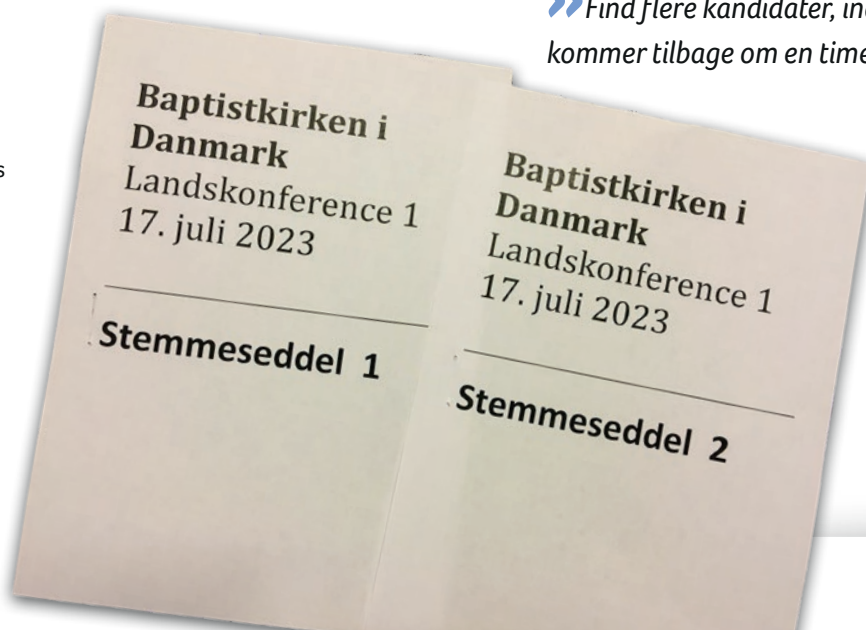 ”Find flere kandidater,
kommer tilbage om en time
s
Baptistkirken i
Danmark
Landskonference 1
17. juli 2023
Stemmeseddel 1
Baptistkirken i
Danmark
Landskonference 1
17. juli 2023
Stemmeseddel 2